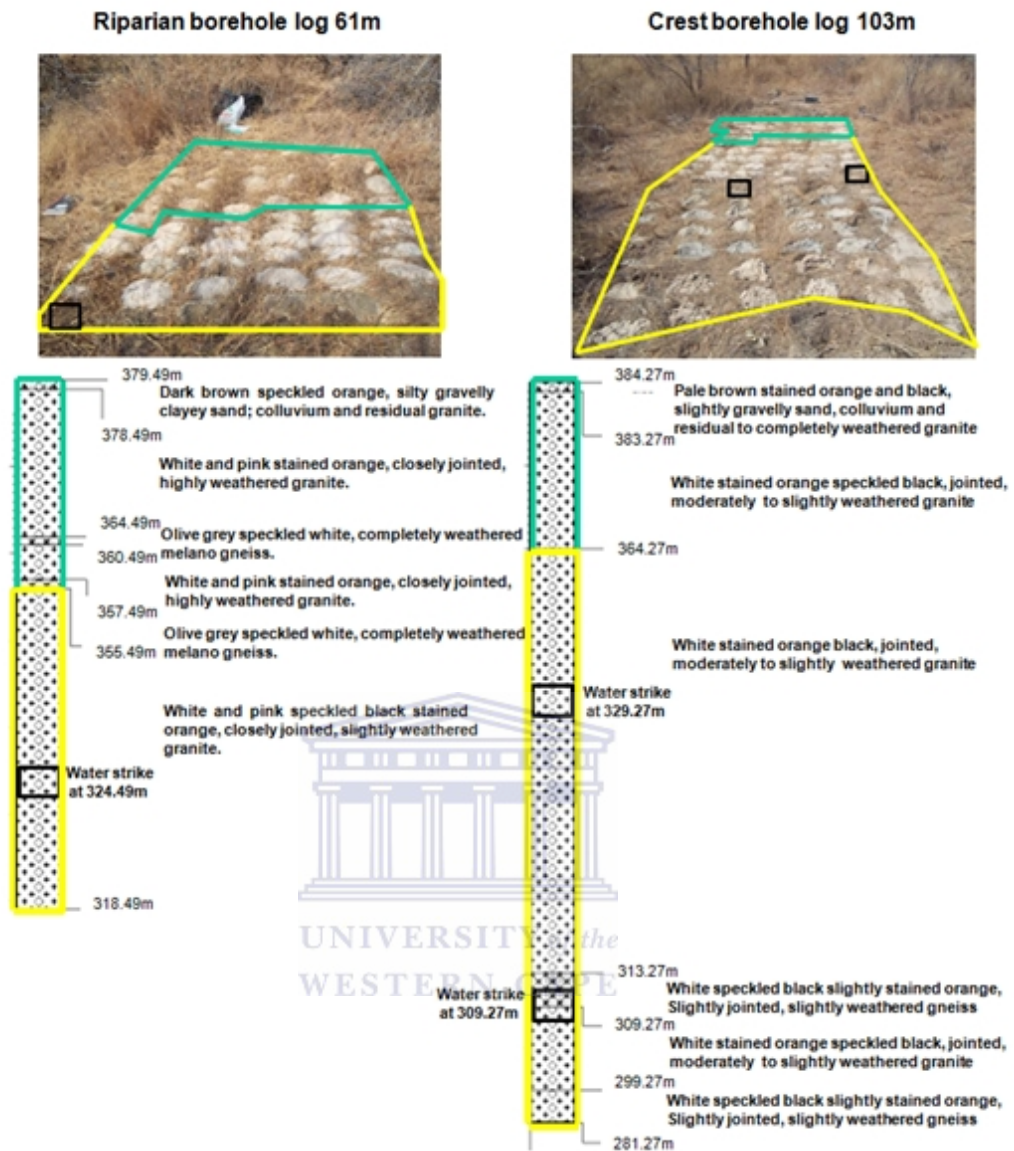 Riparian borehole log 61m
Crest borehole log 103m
379.49m
Dark brown speckled orange, silty gravelly
clayey sand; colluvium and residual granite.
378.49m
White and pink stained orange, closely jointed,
highly weathered granite.
364.49m
Olive grey speckled white, completely weathered
melano gneiss.
360.49m
White and pink stained orange, closely jointed,
highly weathered granite.
357.49m
Olive grey speckled white, completely weathered
melano gneiss.
355.49m
White and pink speckled black stained
orange, closely jointed, slightly weathered
granite.
Water strike
at 324.49m
318.49m
384.27m
Pale brown stained orange and black,
slightly gravelly sand, colluvium and
residual to completely weathered granite
383.27m
White stained orange speckled black, jointed,
moderately to slightly weathered granite
364.27m
White stained orange black, jointed,
moderately to slightly weathered granite
Water strike
at 329.27m
313.27m
White speckled black slightly stained orange,
Slightly jointed, slightly weathered gneiss
Water strike
at 309.27m
309.27m
White stained orange speckled black, jointed,
moderately to slightly weathered granite
299.27m
White speckled black slightly stained orange,
Slightly jointed, slightly weathered gneiss
281.27m
UNIVERSITY of the
WESTERN CAPE